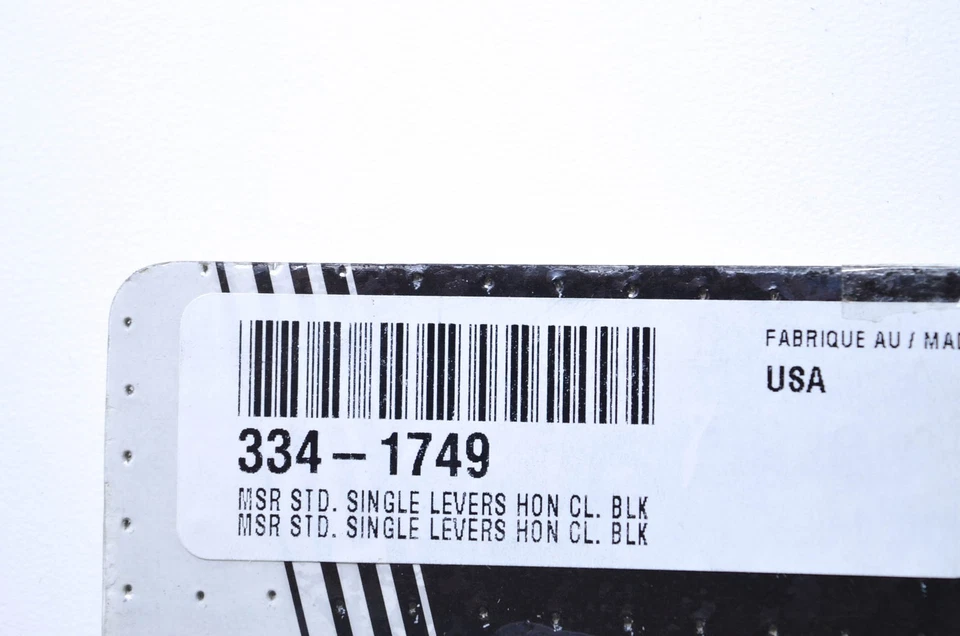 334-1749
MSR STD. SINGLE LEVERS HON CL. BLK
MSR STD. SINGLE LEVERS HON CL. BLK
FABRIQUE AU / MAD
USA